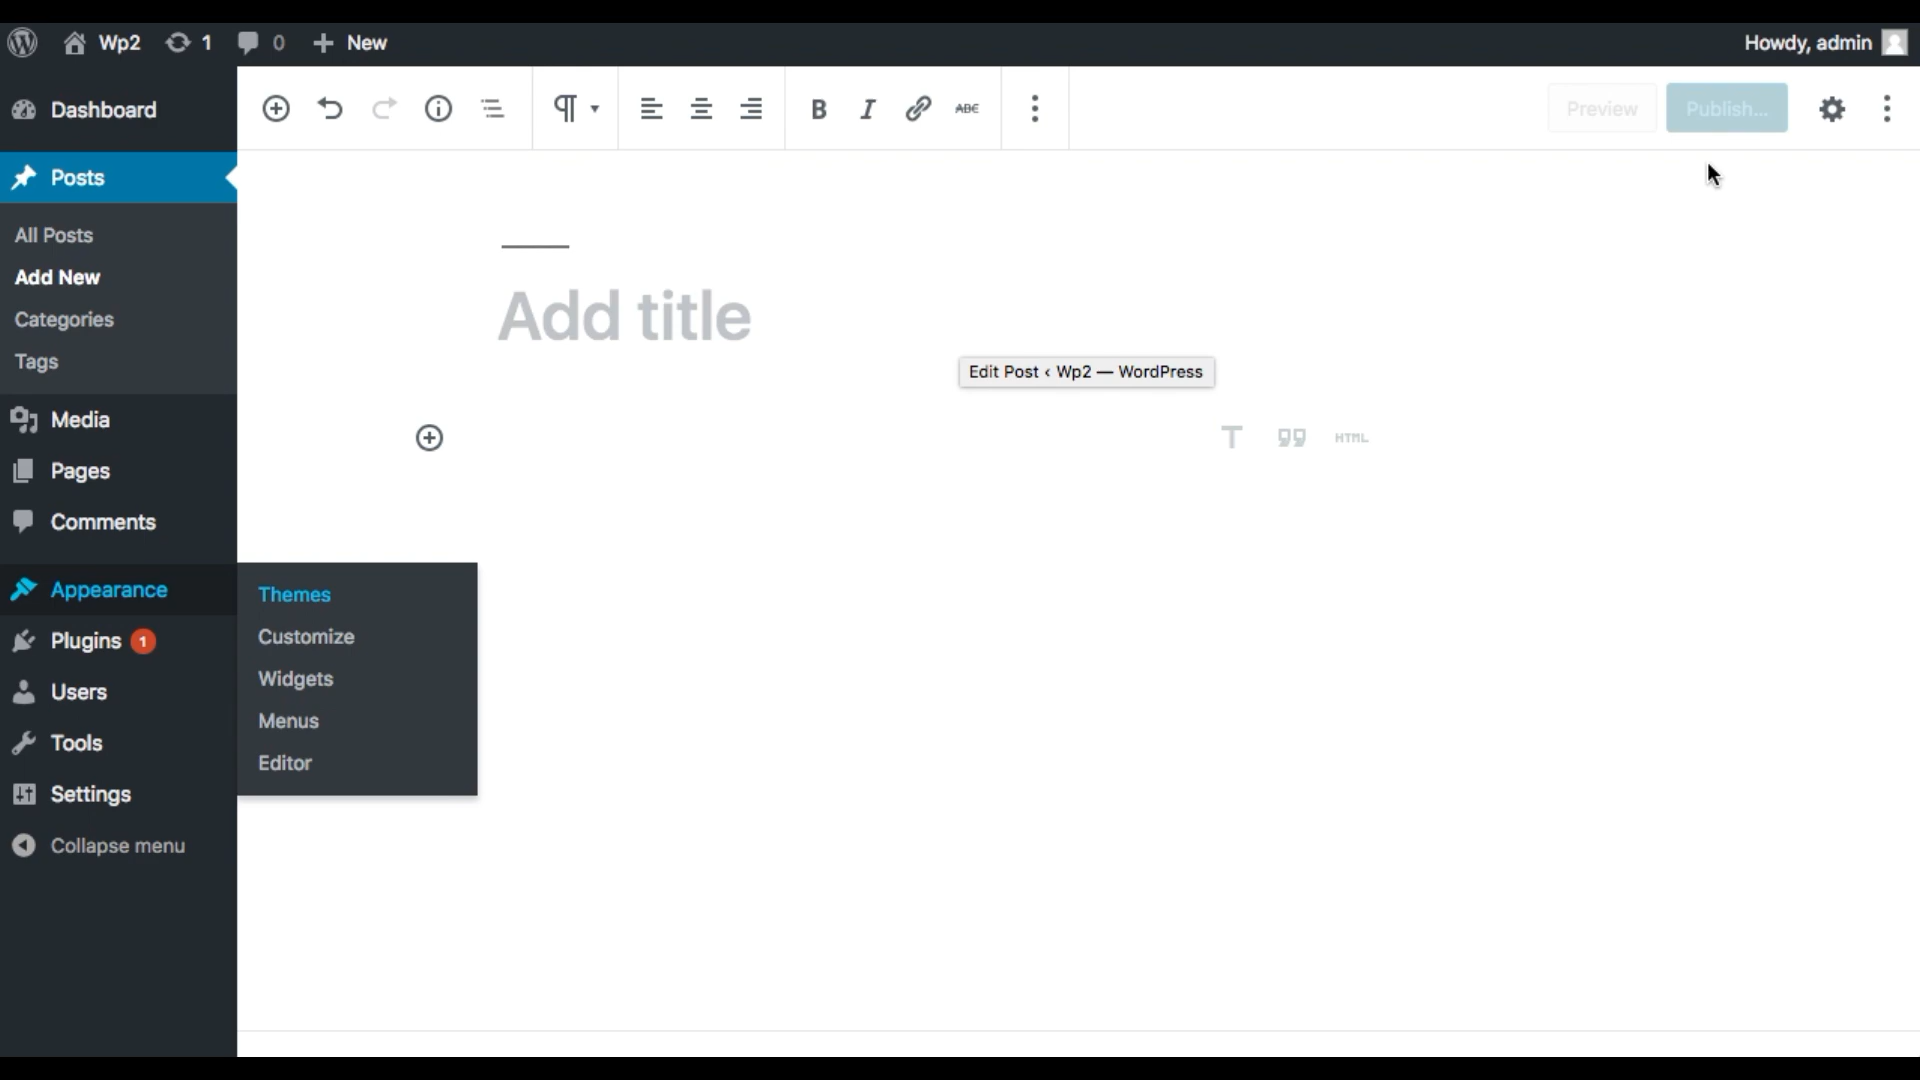 Wp2
1
0
New
Howdy, admin
Dashboard
ABC
Preview
Publish...
Posts
All Posts
Add New
Categories
Tags
Add title
Edit Post ‹ Wp2 — WordPress
HTML
Media
Pages
Comments
Appearance
Themes
Customize
Widgets
Menus
Editor
Plugins 1
Users
Tools
Settings
Collapse menu